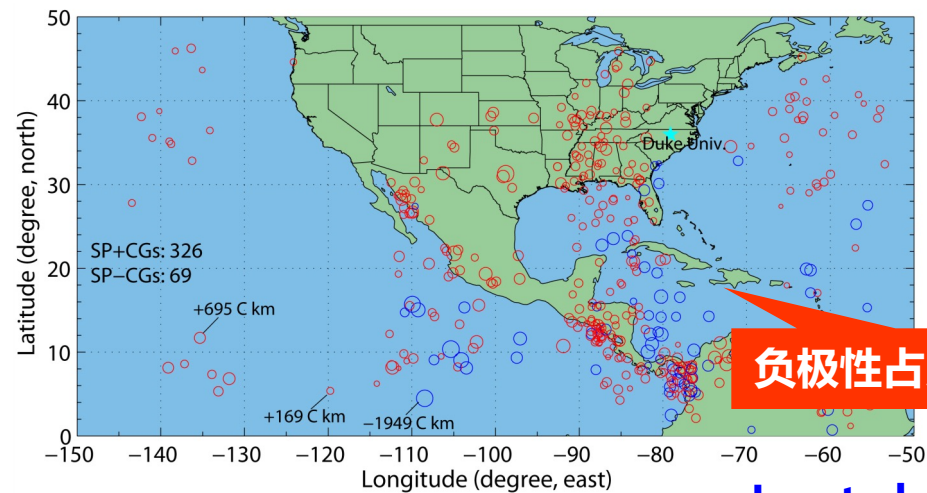 50
40
30
20
10
0
Latitude (degree, north)
Duke Univ.
SP+CGs: 326
SP−CGs: 69
+695 C km
+169 C km
−1949 C km
负极性占
−150
−140
−130
−120
−110
−100
−90
−80
−70
−60
−50
Longitude (degree, east)